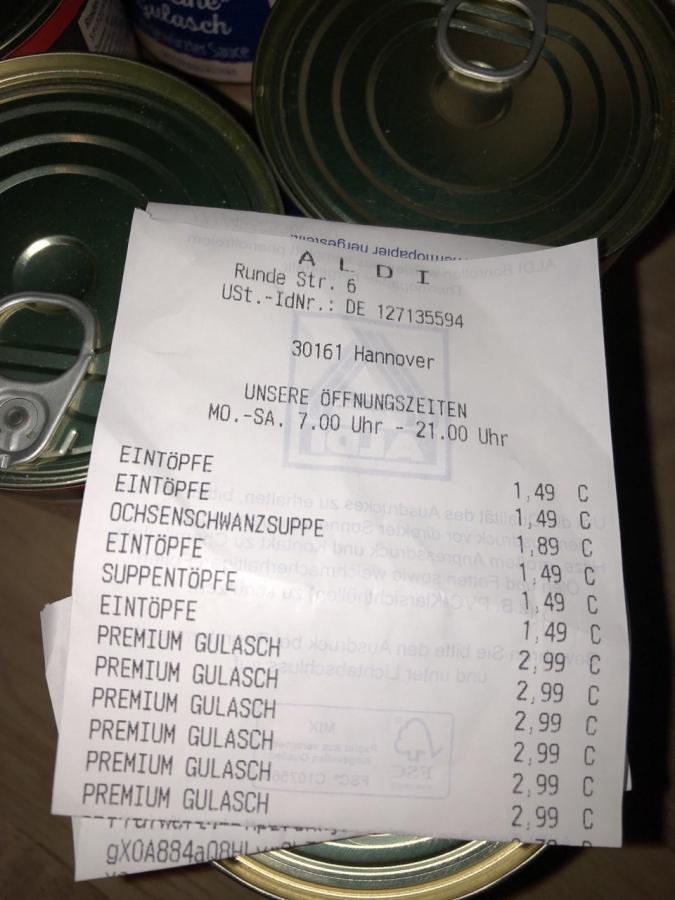 Gulasch
Sauce
A L D I
Runde Str. 6
USt.-IdNr.: DE 127135594
30161 Hannover
UNSERE ÖFFNUNGSZEITEN
MO.-SA. 7.00 Uhr - 21.00 Uhr
EINTöPFE 1,49 C
EINTöPFE 1,49 C
OCHSENSCHWANZSUPPE 1,89 C
EINTöPFE 1,49 C
SUPPENTöPFE 1,49 C
EINTöPFE 1,49 C
PREMIUM GULASCH 2,99 C
PREMIUM GULASCH 2,99 C
PREMIUM GULASCH 2,99 C
PREMIUM GULASCH 2,99 C
PREMIUM GULASCH 2,99 C
PREMIUM GULASCH 2,99 C